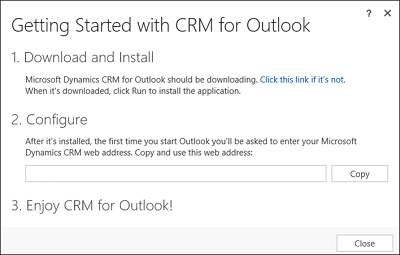 ? ×
Getting Started with CRM for Outlook
1. Download and Install
Microsoft Dynamics CRM for Outlook should be downloading. Click this link if it's not.
When it's downloaded, click Run to install the application.
2. Configure
After it's installed, the first time you start Outlook you'll be asked to enter your Microsoft
Dynamics CRM web address. Copy and use this web address:
Copy
3. Enjoy CRM for Outlook!
Close